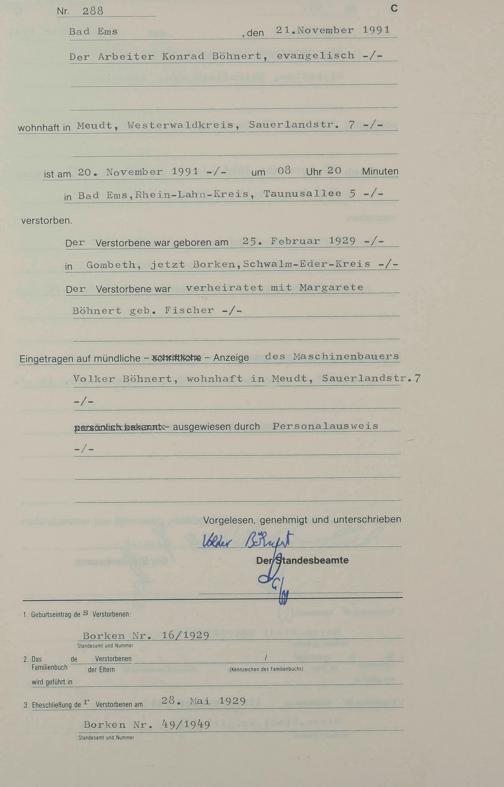 Nr. 288 C
Bad Ems , den 21.November 1991
Der Arbeiter Konrad Böhnert, evangelisch -/-
wohnhaft in Meudt, Westerwaldkreis, Sauerlandstr. 7 -/-
ist am 20. November 1991 -/- um 08 Uhr 20 Minuten
in Bad Ems,Rhein-Lahn-Kreis, Taunusallee 5 -/-
verstorben.
Der Verstorbene war geboren am 25. Februar 1929 -/-
in Gombeth, jetzt Borken,Schwalm-Eder-Kreis -/-
Der Verstorbene war verheiratet mit Margarete
Böhnert geb. Fischer -/-
Eingetragen auf mündliche – schriftliche – Anzeige des Maschinenbauers
Volker Böhnert, wohnhaft in Meudt, Sauerlandstr.7
-/-
persönlich bekannt – ausgewiesen durch Personalausweis
-/-
Vorgelesen, genehmigt und unterschrieben
Volker Böhnert
Der Standesbeamte
1. Geburtseintrag de s Verstorbenen:
Borken Nr. 16/1929
Standesamt und Nummer
2. Das de Verstorbenen /
Familienbuch der Eltern (Kennzeichen des Familienbuchs)
wird geführt in
3. Eheschließung de r Verstorbenen am 28. Mai 1929
Borken Nr. 49/1949
Standesamt und Nummer